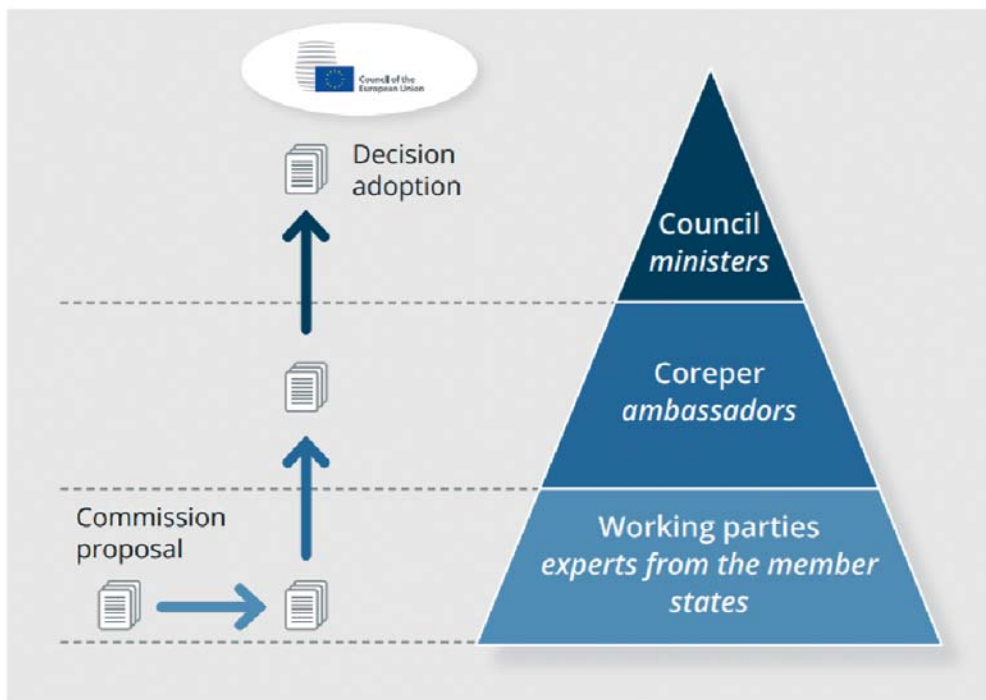 Council of the
European Union
Decision
adoption
Council
ministers
Coreper
ambassadors
Commission
proposal
Working parties
experts from the member
states